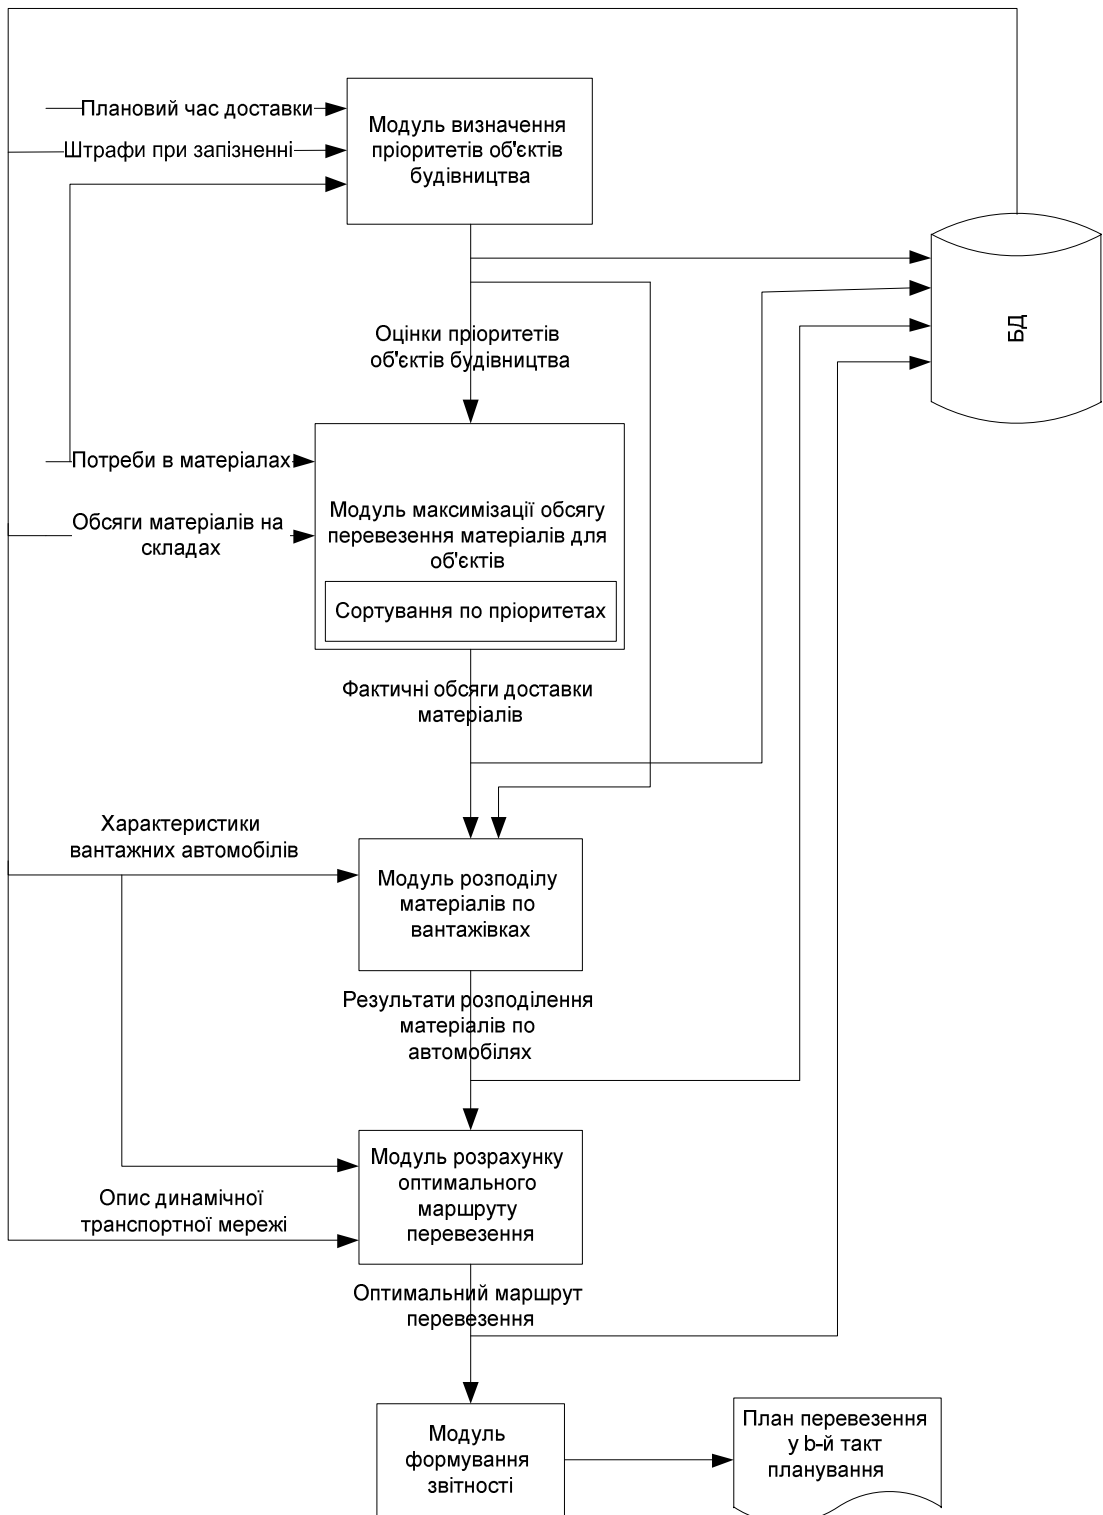 Плановий час доставки
Штрафи при запізненні
Модуль визначення
пріоритетів об'єктів
будівництва
БД
Оцінки пріоритетів
об'єктів будівництва
Потреби в матеріалах
Обсяги матеріалів на
складах
Модуль максимізації обсягу
перевезення матеріалів для
об'єктів
Сортування по пріоритетах
Фактичні обсяги доставки
матеріалів
Характеристики
вантажних автомобілів
Модуль розподілу
матеріалів по
вантажівках
Результати розподілення
матеріалів по
автомобілях
Модуль розрахунку
оптимального
маршруту
перевезення
Опис динамічної
транспортної мережі
Оптимальний маршрут
перевезення
Модуль
формування
звітності
План перевезення
у b-й такт
планування